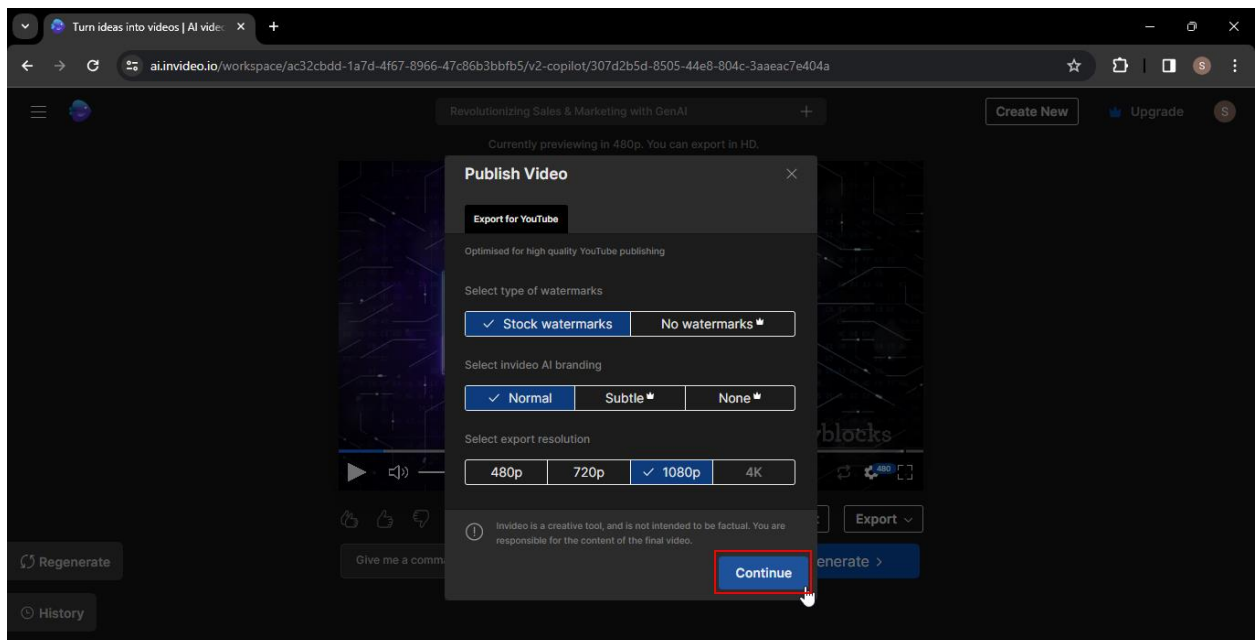 Turn ideas into videos | AI vide
ai.invideo.io/workspace/ac32cbdd-1a7d-4f67-8966-47c86b3bbfb5/v2-copilot/307d2b5d-8505-44e8-804c-3aaeac7e404a
S
Revolutionizing Sales & Marketing with GenAI
Create New
Upgrade
S
Currently previewing in 480p. You can export in HD.
Publish Video
Export for YouTube
Optimised for high quality YouTube publishing
Select type of watermarks
Stock watermarks No watermarks
Select invideo AI branding
Normal Subtle None
yblocks
Select export resolution
480p 720p 1080p 4K
480
Invideo is a creative tool, and is not intended to be factual. You are
responsible for the content of the final video.
Export
Regenerate
Give me a comm
Continue
enerate >
History